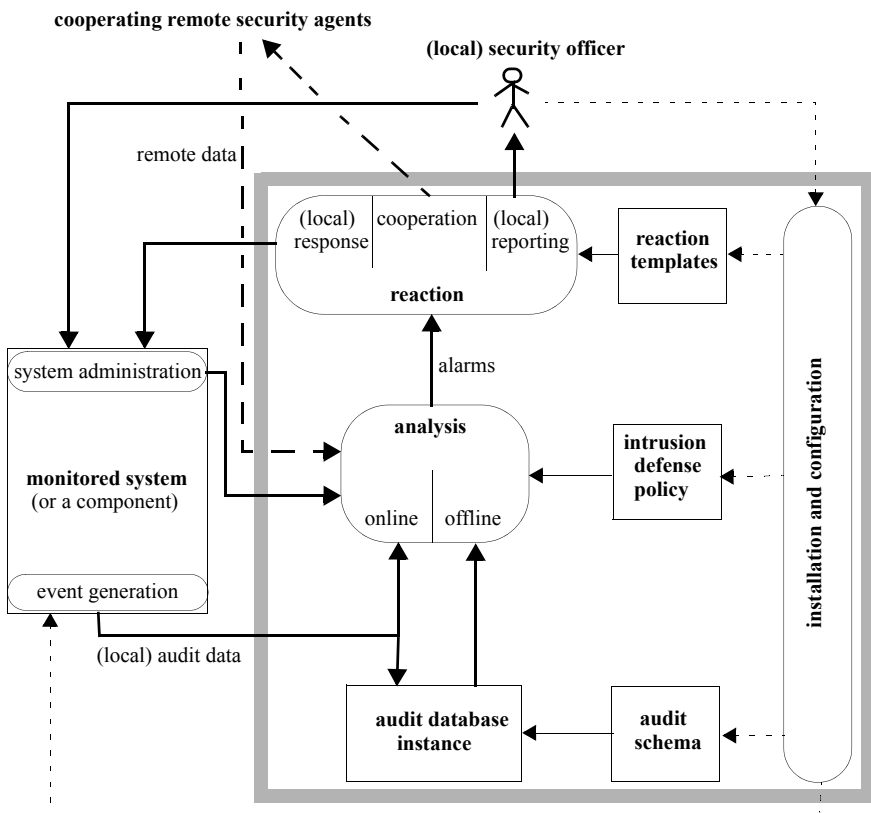 cooperating remote security agents
(local) security officer
remote data
(local)
response
cooperation
(local)
reporting
reaction
reaction
templates
alarms
system administration
monitored system
(or a component)
event generation
analysis
online
offline
intrusion
defense
policy
installation and configuration
(local) audit data
audit database
instance
audit
schema